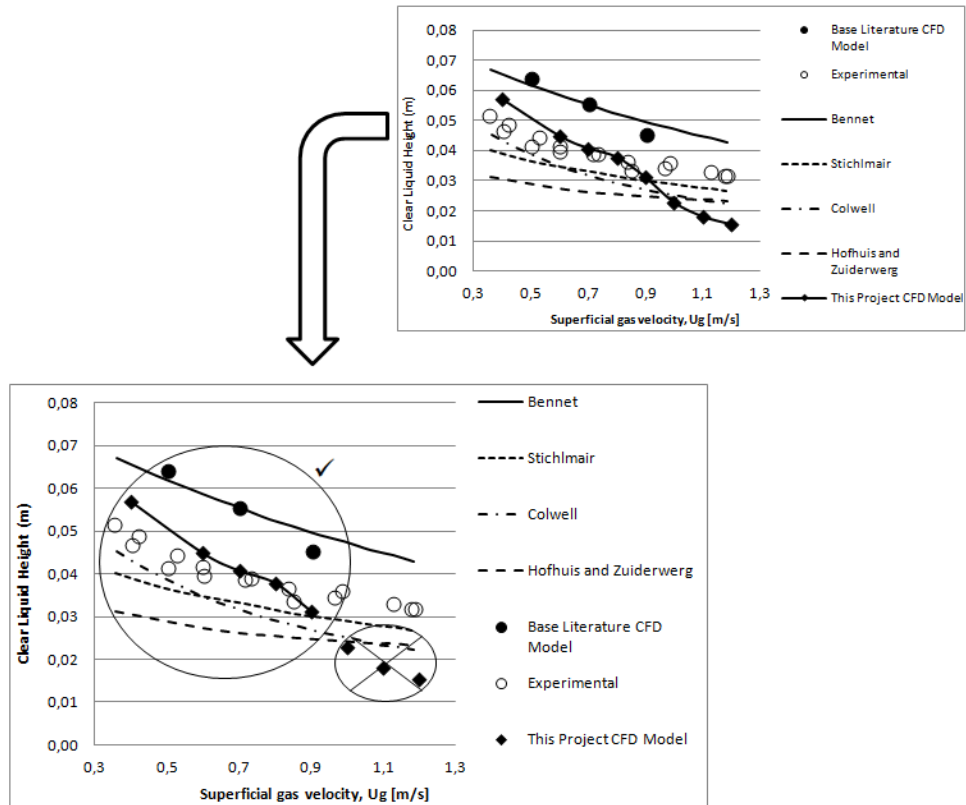 0,08
0,07
0,06
0,05
0,04
0,03
0,02
0,01
0,00
Clear Liquid Height (m)
0,3
0,5
0,7
0,9
1,1
1,3
Superficial gas velocity, Ug [m/s]
Base Literature CFD
Model
Experimental
Bennet
Stichlmair
Colwell
Hofhuis and
Zuiderwerg
This Project CFD Model
0,08
0,07
0,06
0,05
0,04
0,03
0,02
0,01
0,00
Clear Liquid Height (m)
0,3
0,5
0,7
0,9
1,1
1,3
Superficial gas velocity, Ug [m/s]
✓
Bennet
Stichlmair
Colwell
Hofhuis and Zuiderwerg
Base Literature CFD
Model
Experimental
This Project CFD Model